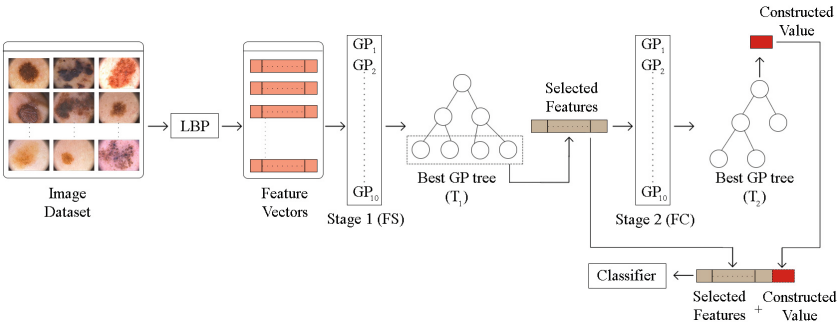 Image
Dataset
LBP
Feature
Vectors
GP1
GP2
GP10
Stage 1 (FS)
Best GP tree
(T1)
Selected
Features
GP1
GP2
GP10
Stage 2 (FC)
Constructed
Value
Best GP tree
(T2)
Classifier
Selected
Features
+
Constructed
Value